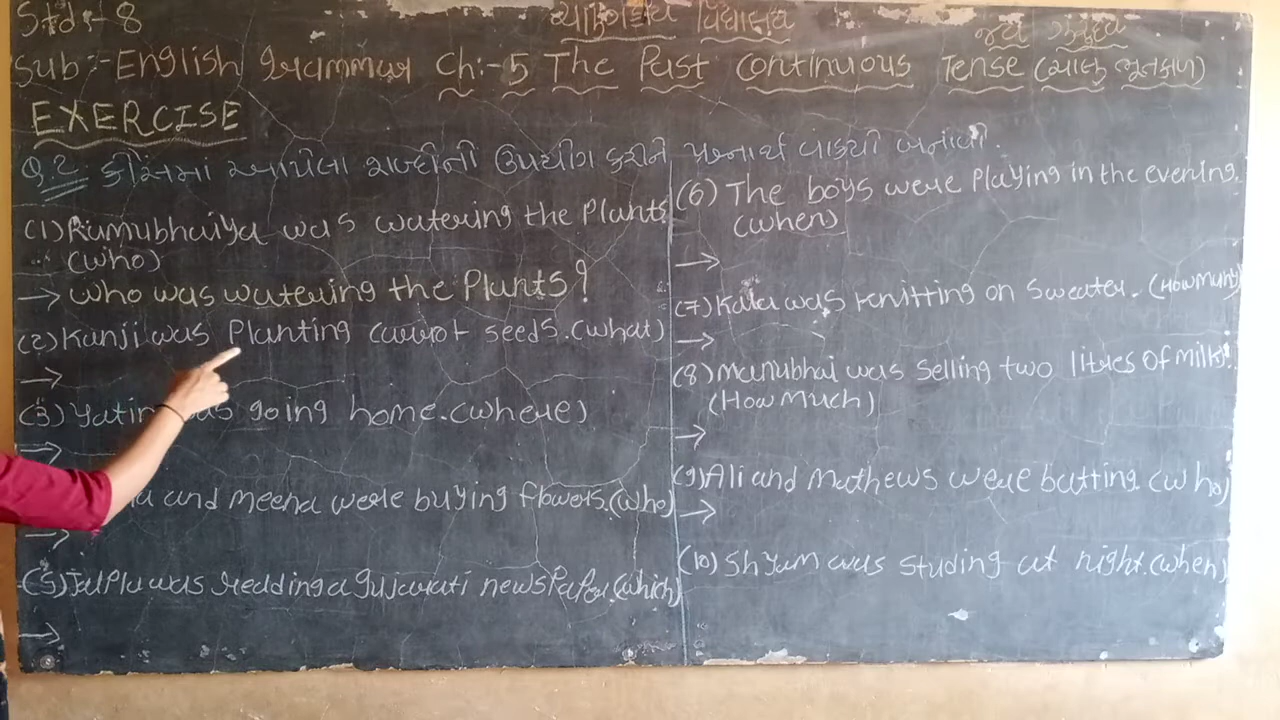 Std:- 8
જય ગુરુદેવ
Sub:- English ગ્રામમાર Ch:- 5 The Past Continuous Tense (ચાલુ ભૂતકાળ)
EXERCISE
Q.2 કૌંસમાં આપેલા શબ્દોનો ઉપયોગ કરીને પ્રશ્નાર્થ વાક્યો બનાવો.
(1) Ramubhaiya was watering the Plants
(who)
→ who was watering the Plants?
(2) Kanji was Planting carrot seeds. (what)
→
(3) Yatin was going home. (where)
→
and meena were buying flowers. (who)
→
(5) JalPa was reading a gujarati newsPaper (which)
→
(6) The boys were Playing in the evening.
(when)
→
(7) Kala was knitting on sweater. (How many)
→
(8) manubhai was selling two litres of milk.
(How much)
→
(9) Ali and mathews were batting. (who)
→
(10) Shyam was studing at night. (when)